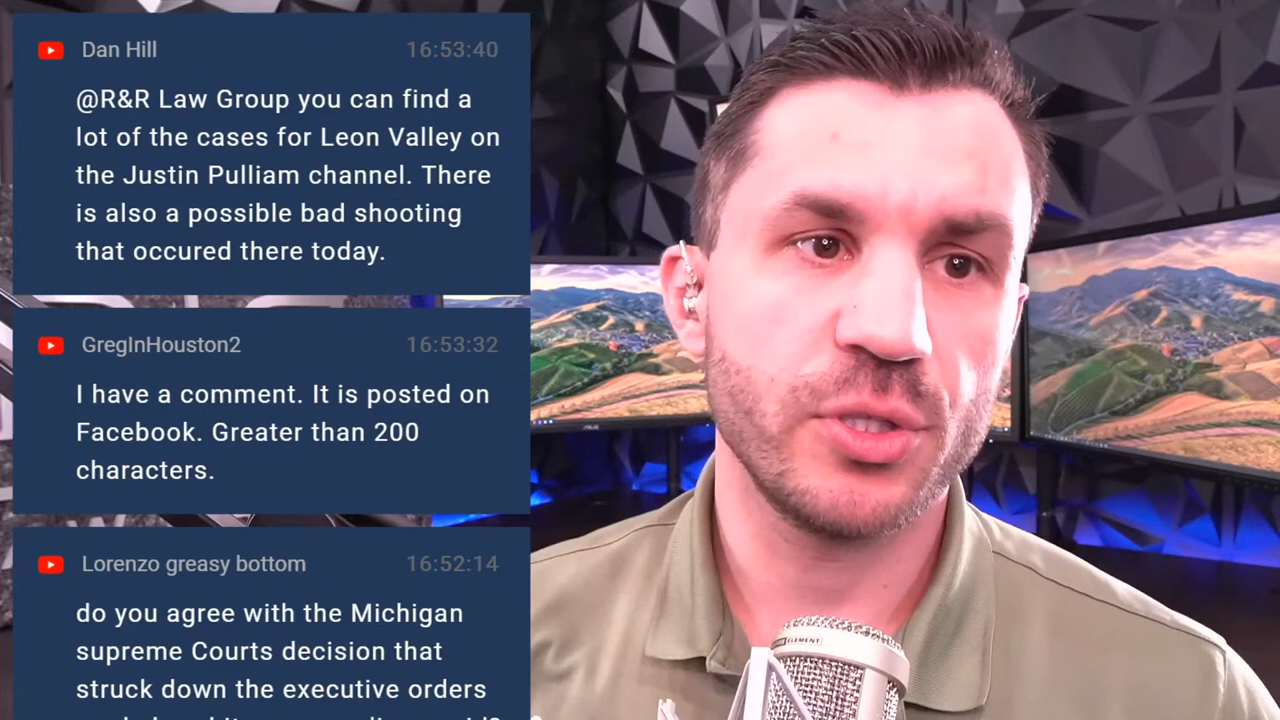 Dan Hill 16:53:40
@R&R Law Group you can find a
lot of the cases for Leon Valley on
the Justin Pulliam channel. There
is also a possible bad shooting
that occured there today.
GregInHouston2 16:53:32
I have a comment. It is posted on
Facebook. Greater than 200
characters.
Lorenzo greasy bottom 16:52:14
do you agree with the Michigan
supreme Courts decision that
struck down the executive orders
ELEMENT